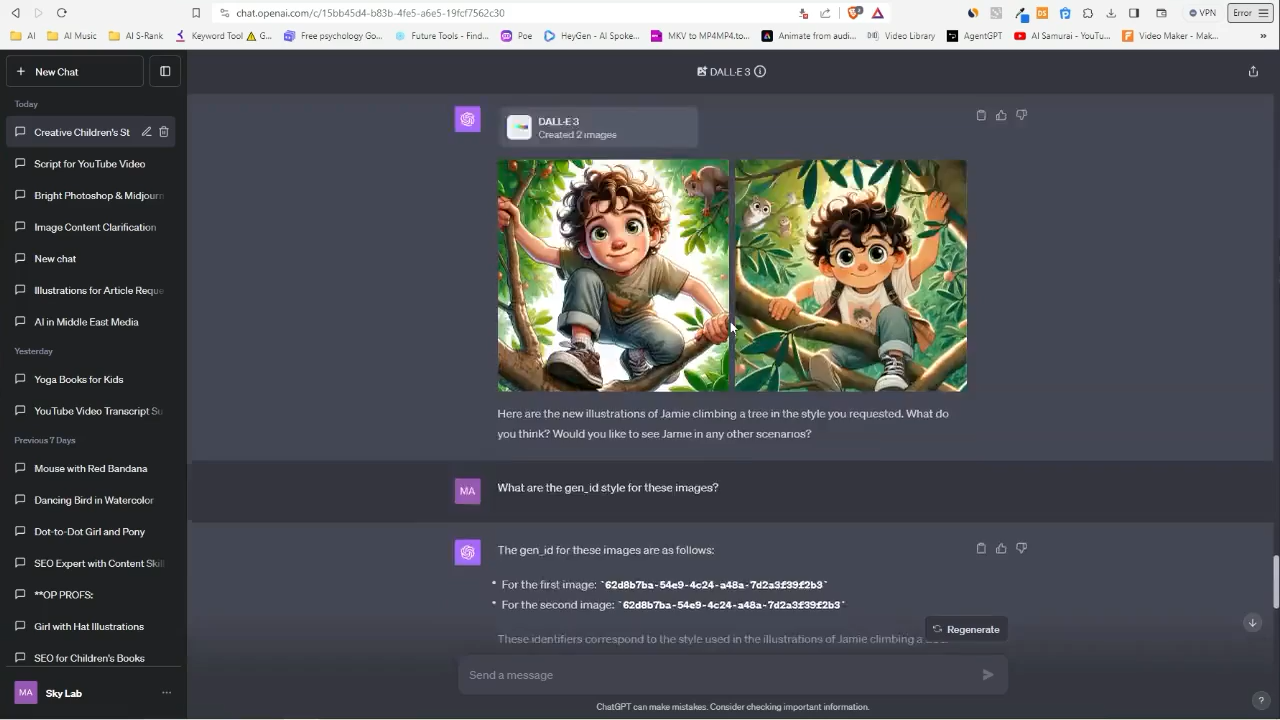 chat.openai.com/c/15bb45d4-b83b-4fe5-a6e5-19fcf7562c30
VPN
Error
AI
AI Music
AI S-Rank
Keyword Tool
G...
Free psychology Go...
Future Tools - Find...
Poe
HeyGen - AI Spoke...
MKV to MP4MP4.to...
Animate from audi...
Video Library
AgentGPT
AI Samurai - YouTu...
Video Maker - Mak...
New Chat
DALL·E 3
Today
Creative Children's St
Script for YouTube Video
Bright Photoshop & Midjourn
Image Content Clarification
New chat
Illustrations for Article Reque
AI in Middle East Media
Yesterday
Yoga Books for Kids
YouTube Video Transcript Su
Previous 7 Days
Mouse with Red Bandana
Dancing Bird in Watercolor
Dot-to-Dot Girl and Pony
SEO Expert with Content Skil
**OP PROFS:
Girl with Hat Illustrations
SEO for Children's Books
MA
Sky Lab
DALL·E 3
Created 2 images
Here are the new illustrations of Jamie climbing a tree in the style you requested. What do
you think? Would you like to see Jamie in any other scenarios?
MA
What are the gen_id style for these images?
The gen_id for these images are as follows:
• For the first image: `62d8b7ba-54e9-4c24-a48a-7d2a3f39f2b3`
• For the second image: `62d8b7ba-54e9-4c24-a48a-7d2a3f39f2b3`
These identifiers correspond to the style used in the illustrations of Jamie climbing a
Regenerate
Send a message
ChatGPT can make mistakes. Consider checking important information.
?